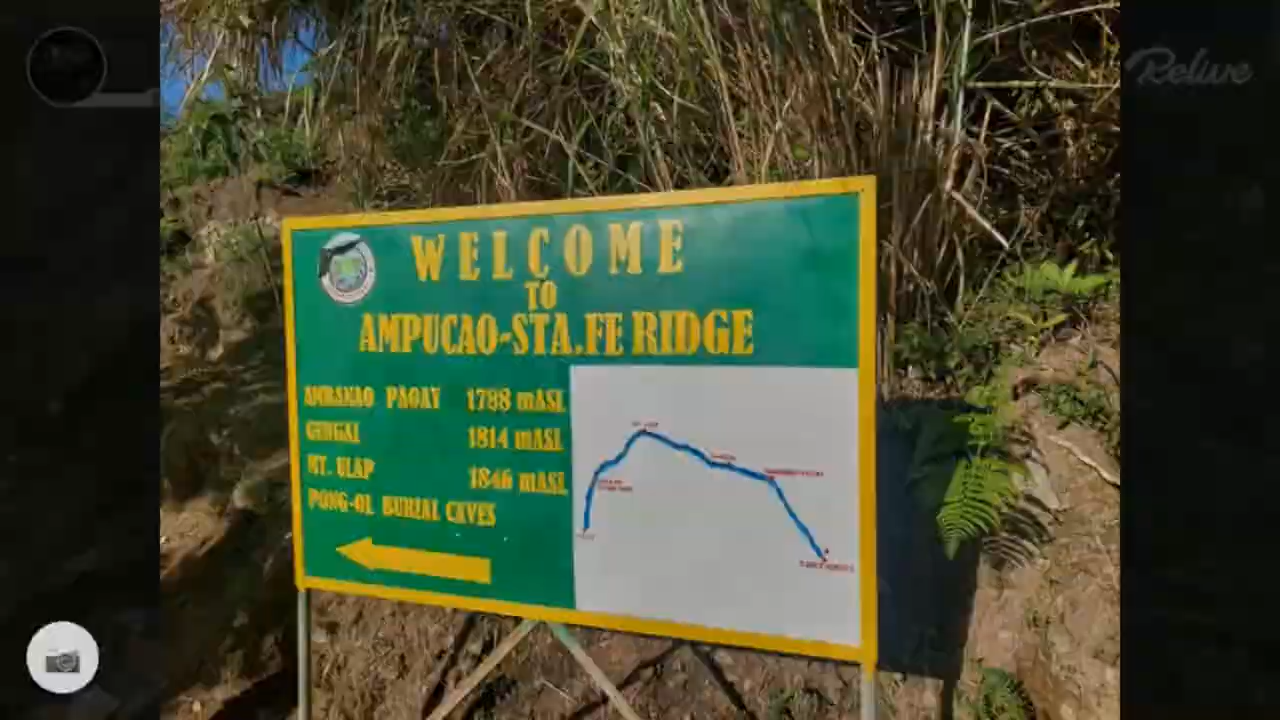 Relive
WELCOME
TO
AMPUCAO-STA.FE RIDGE
AMBANAO PAOAY 1788 mASL
GUNGAL 1814 mASL
MT. ULAP 1846 mASL
PONG-OL BURIAL CAVES